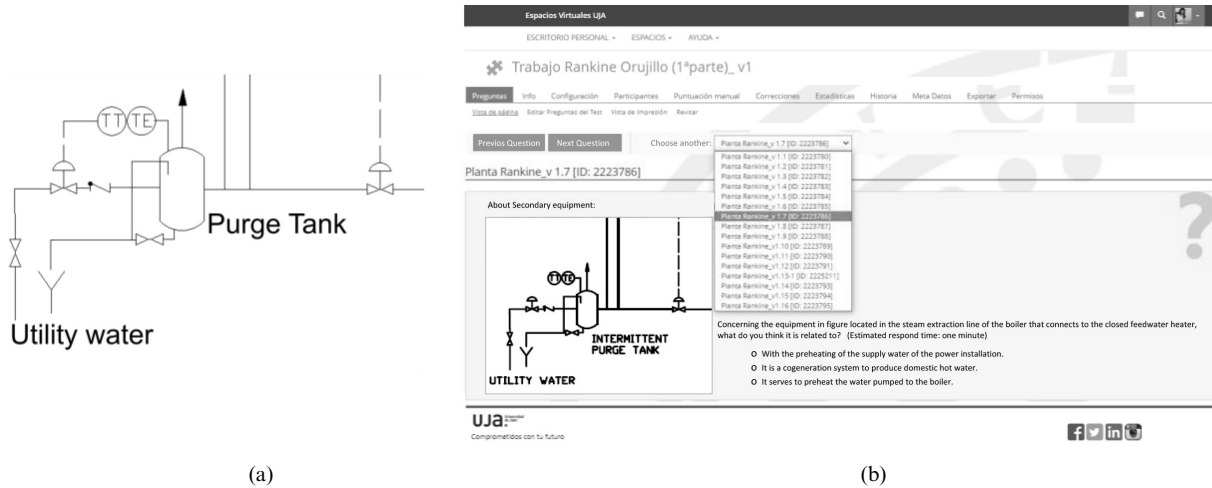 TT TE
Purge Tank
Utility water
(a)
Espacios Virtuales UJA
ESCRITORIO PERSONAL ESPACIOS AYUDA
Trabajo Rankine Orujillo (1ªparte)_ v1
Preguntas Info Configuración Participantes Puntuación manual Correcciones Estadísticas Historia Meta Datos Exportar Permisos
Vista de página Editar Preguntas del Test Vista de Impresión Revisar
Previos Question Next Question Choose another: Planta Rankine_v 1.7 [ID: 2223786]
Planta Rankine_v 1.1 [ID: 2223780]
Planta Rankine_v 1.2 [ID: 2223781]
Planta Rankine_v 1.3 [ID: 2223782]
Planta Rankine_v 1.4 [ID: 2223783]
Planta Rankine_v 1.5 [ID: 2223784]
Planta Rankine_v 1.6 [ID: 2223785]
Planta Rankine_v 1.7 [ID: 2223786]
Planta Rankine_v 1.8 [ID: 2223787]
Planta Rankine_v 1.9 [ID: 2223788]
Planta Rankine_v1.10 [ID: 2223789]
Planta Rankine_v1.11 [ID: 2223790]
Planta Rankine_v1.12 [ID: 2223791]
Planta Rankine_v1.13-1 [ID: 2225211]
Planta Rankine_v1.14 [ID: 2223793]
Planta Rankine_v1.15 [ID: 2223794]
Planta Rankine_v1.16 [ID: 2223795]
Planta Rankine_v 1.7 [ID: 2223786]
About Secondary equipment:
TT TE
INTERMITTENT
PURGE TANK
UTILITY WATER
Concerning the equipment in figure located in the steam extraction line of the boiler that connects to the closed feedwater heater,
what do you think it is related to? (Estimated respond time: one minute)
O With the preheating of the supply water of the power installation.
O It is a cogeneration system to produce domestic hot water.
O It serves to preheat the water pumped to the boiler.
UJa:
Comprometidos con tu futuro
(b)